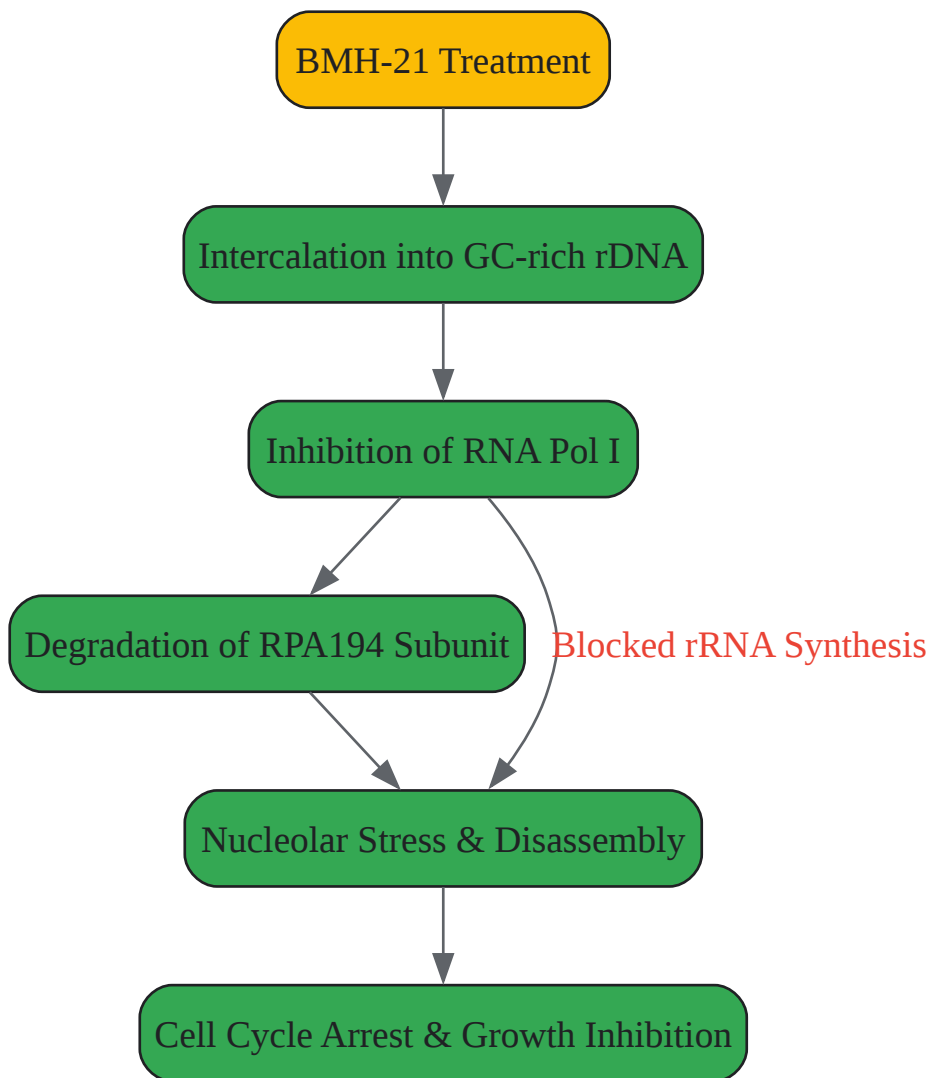 BMH-21 Treatment
Intercalation into GC-rich rDNA
Inhibition of RNA Pol I
Degradation of RPA194 Subunit
Blocked rRNA Synthesis
Nucleolar Stress & Disassembly
Cell Cycle Arrest & Growth Inhibition